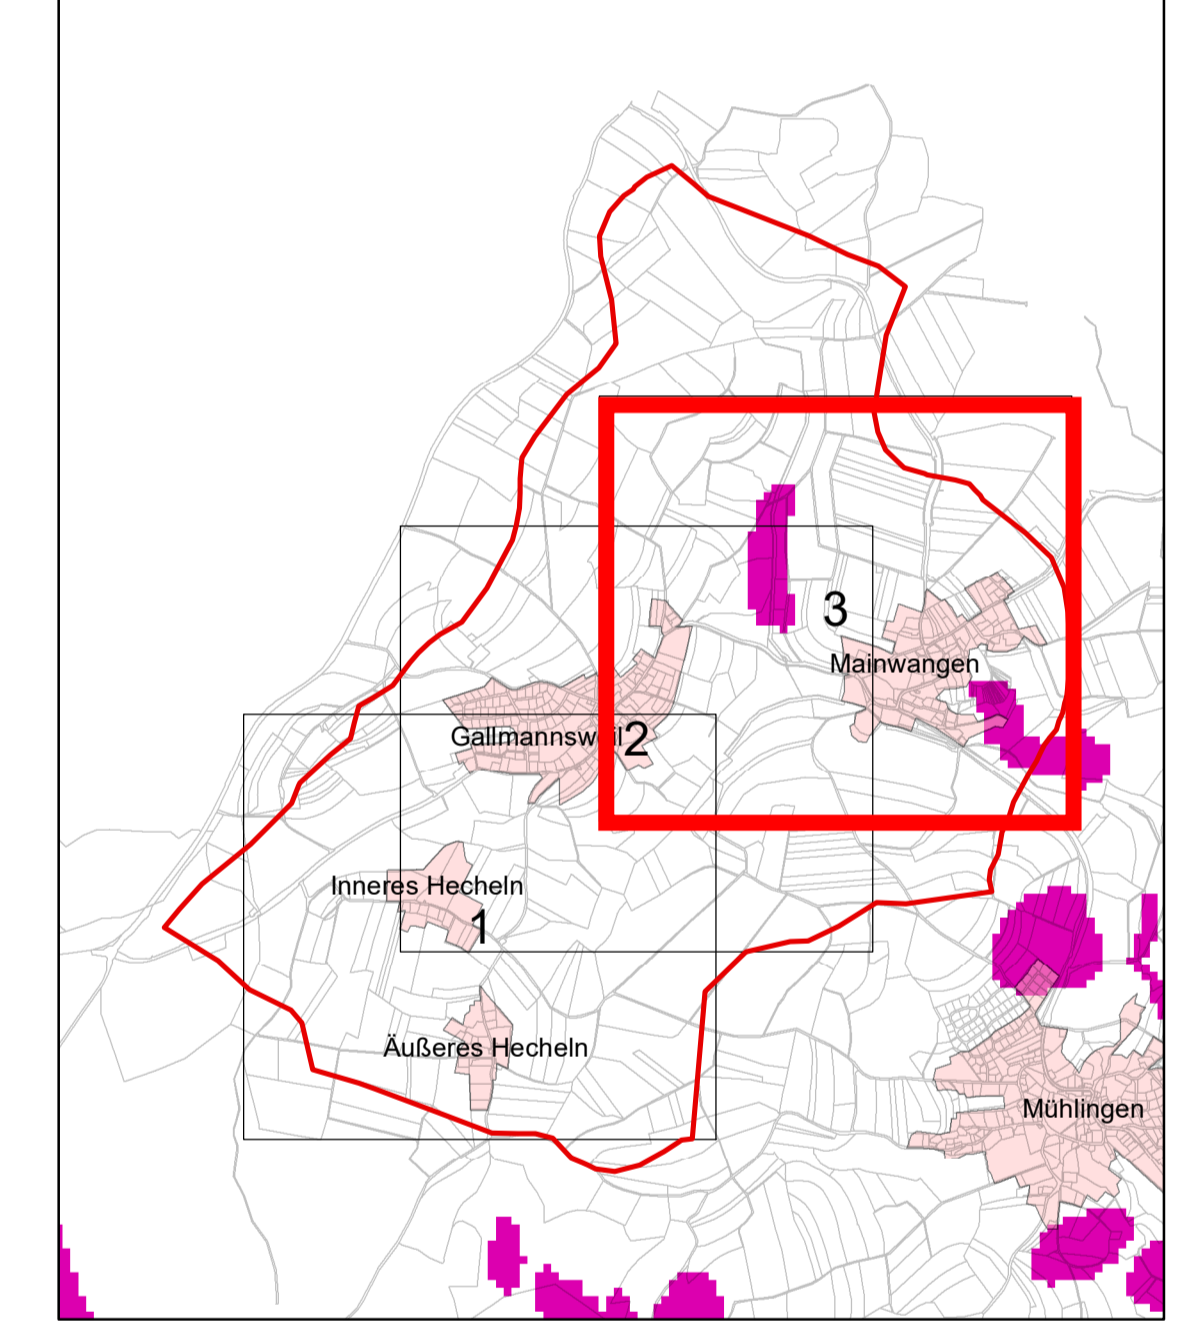 3
Mainwangen
Gallmannsweil
2
Inneres Hecheln
1
Äußeres Hecheln
Mühlingen